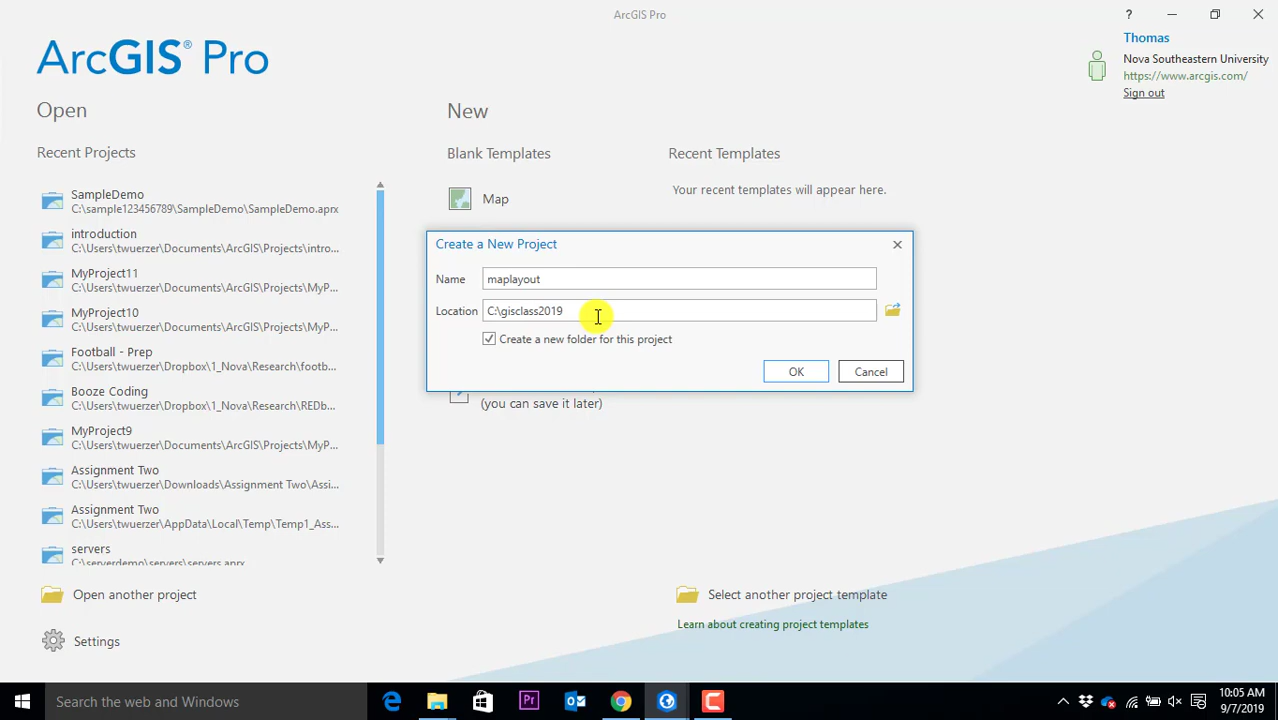 ArcGIS Pro
?
Thomas
Nova Southeastern University
https://www.arcgis.com/
Sign out
ArcGIS® Pro
Open
Recent Projects
SampleDemo
C:\sample123456789\SampleDemo\SampleDemo.aprx
introduction
C:\Users\twuerzer\Documents\ArcGIS\Projects\intro...
MyProject11
C:\Users\twuerzer\Documents\ArcGIS\Projects\MyP...
MyProject10
C:\Users\twuerzer\Documents\ArcGIS\Projects\MyP...
Football - Prep
C:\Users\twuerzer\Dropbox\1_Nova\Research\footb...
Booze Coding
C:\Users\twuerzer\Dropbox\1_Nova\Research\REDb...
MyProject9
C:\Users\twuerzer\Documents\ArcGIS\Projects\MyP...
Assignment Two
C:\Users\twuerzer\Downloads\Assignment Two\Assi...
Assignment Two
C:\Users\twuerzer\AppData\Local\Temp\Temp1_Ass...
servers
C:\serverdemo\servers\servers.aprx
Open another project
Settings
New
Blank Templates
Map
Recent Templates
Your recent templates will appear here.
Create a New Project
Name
maplayout
Location
C:\gisclass2019
Create a new folder for this project
OK
Cancel
(you can save it later)
Select another project template
Learn about creating project templates
Search the web and Windows
Pr
10:05 AM
9/7/2019